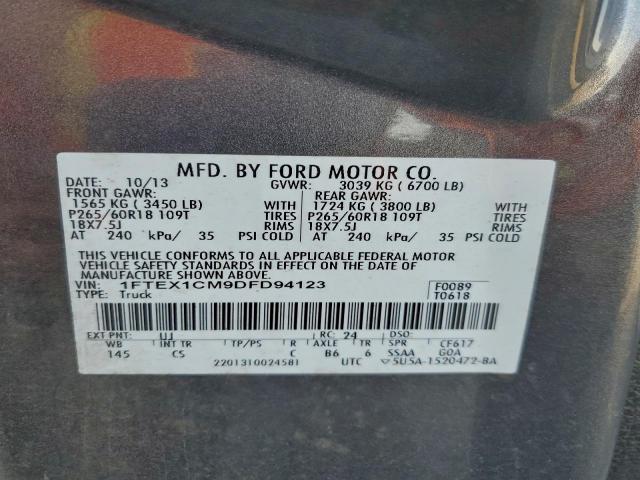 MFD. BY FORD MOTOR CO.
DATE: 10/13 GVWR: 3039 KG ( 6700 LB)
FRONT GAWR: REAR GAWR:
1565 KG ( 3450 LB) WITH 1724 KG ( 3800 LB) WITH
P265/60R18 109T TIRES P265/60R18 109T TIRES
18X7.5J RIMS 18X7.5J RIMS
AT 240 kPa/ 35 PSI COLD AT 240 kPa/ 35 PSI COLD
THIS VEHICLE CONFORMS TO ALL APPLICABLE FEDERAL MOTOR
VEHICLE SAFETY STANDARDS IN EFFECT ON THE DATE OF MANUFACTURE
SHOWN ABOVE.
VIN: 1FTEX1CM9DFD94123 F0089
TYPE: Truck T0618
EXT PNT: UJ RC: 24 DSO:
WB INT TR TP/PS R AXLE TR SPR CF617
145 CS C B6 6 SSAA GOA
2201310024581 UTC ▽5U5A-1520472-BA